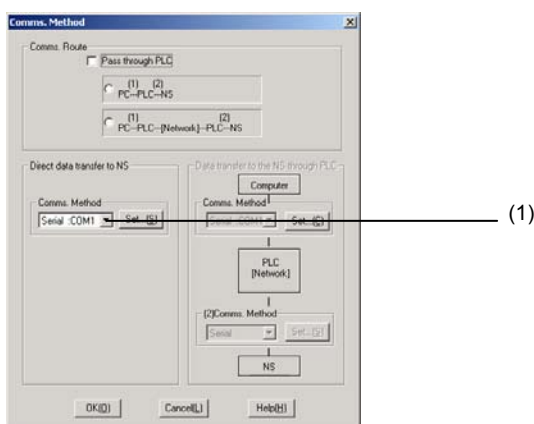 Comms. Method
Comms. Route
Pass through PLC
(1) (2)
PC--PLC--NS
(1) (2)
PC--PLC--[Network]--PLC--NS
Direct data transfer to NS
Data transfer to the NS through PLC
Computer
Comms. Method
Serial :COM1 Set...(S)
Comms. Method
Serial :COM1 Set...(C)
(1)
PLC
[Network]
(2)Comms. Method
Serial Set...(S)
NS
OK(O) Cancel(L) Help(H)